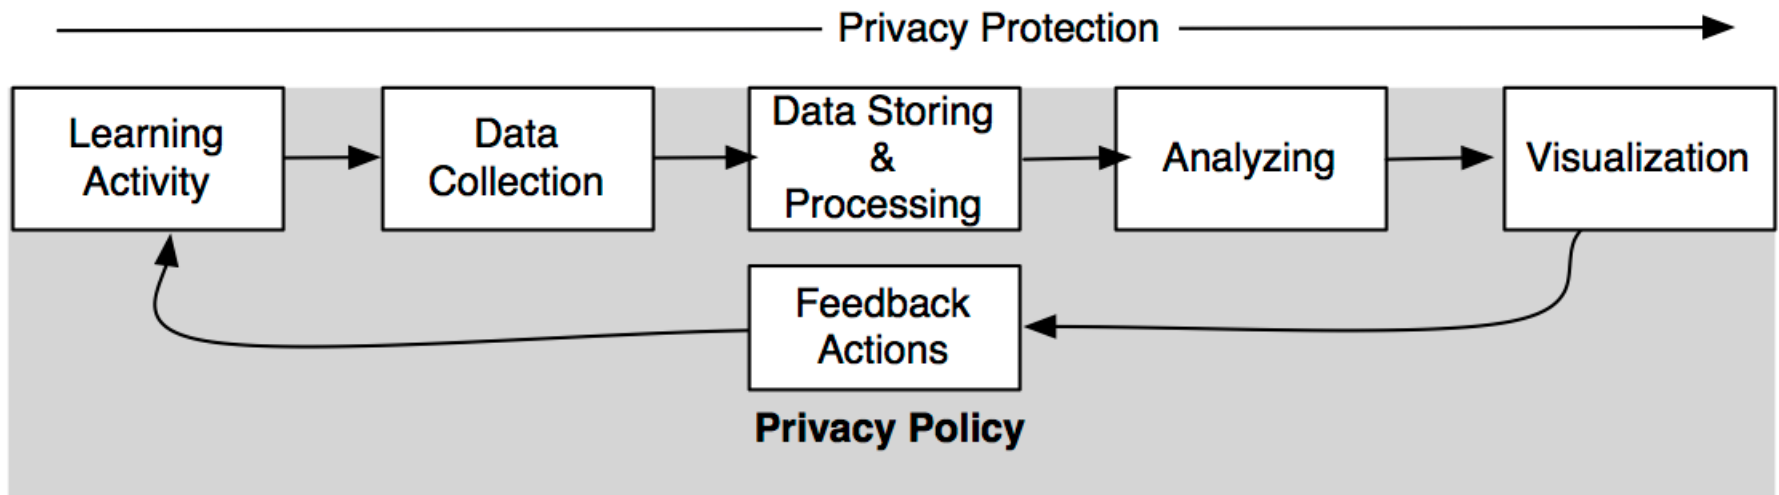 Privacy Protection
Learning
Activity
Data
Collection
Data Storing
&
Processing
Analyzing
Visualization
Feedback
Actions
Privacy Policy